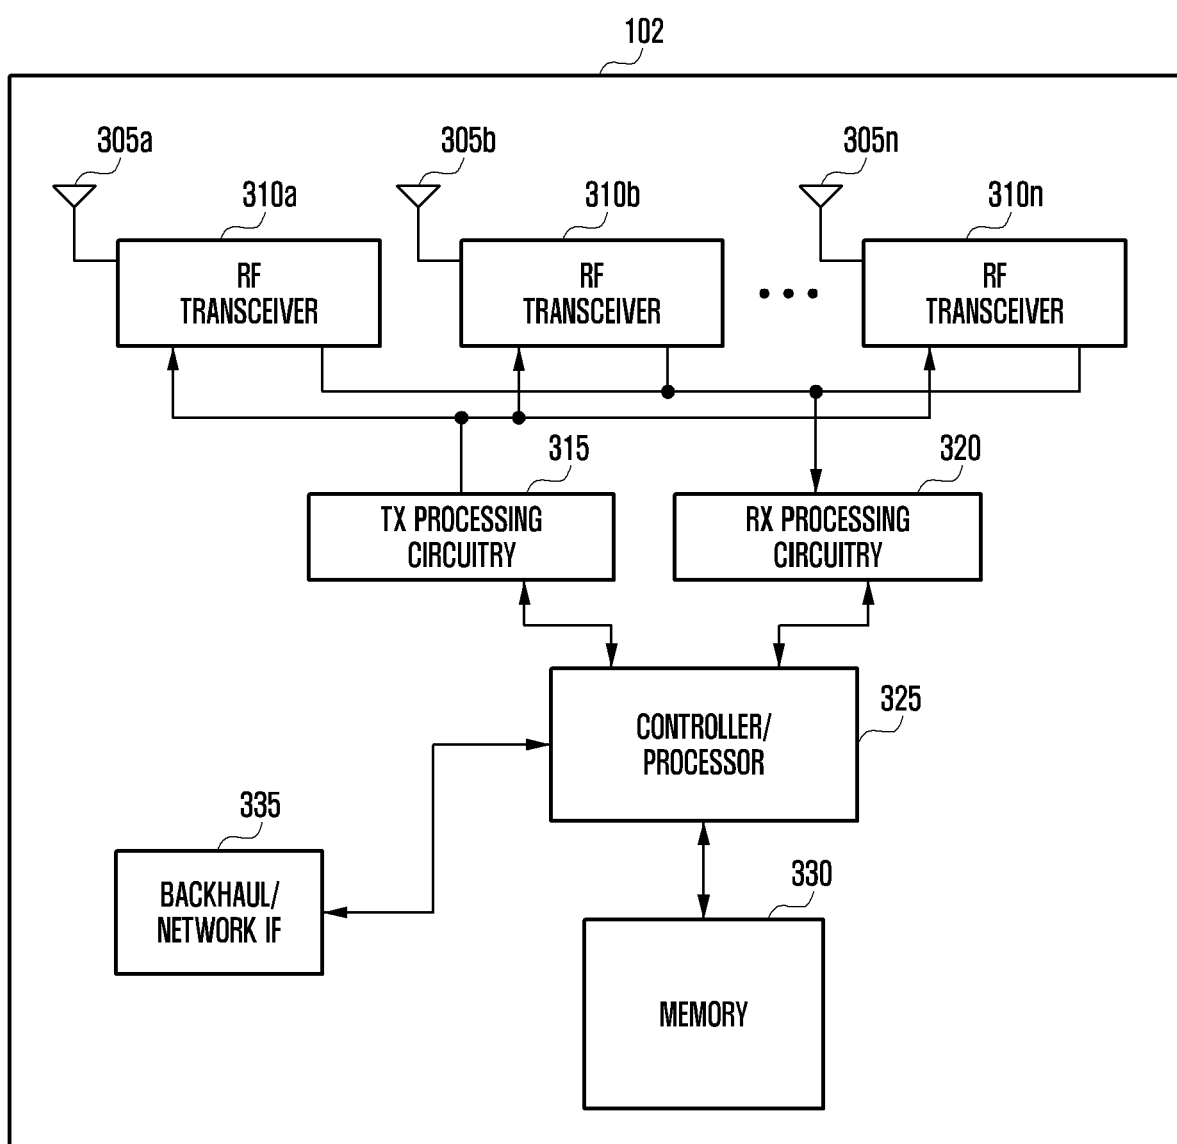 102
305a
305b
305n
310a
310b
310n
RF
TRANSCEIVER
RF
TRANSCEIVER
RF
TRANSCEIVER
315
320
TX PROCESSING
CIRCUITRY
RX PROCESSING
CIRCUITRY
325
CONTROLLER/
PROCESSOR
335
BACKHAUL/
NETWORK IF
330
MEMORY